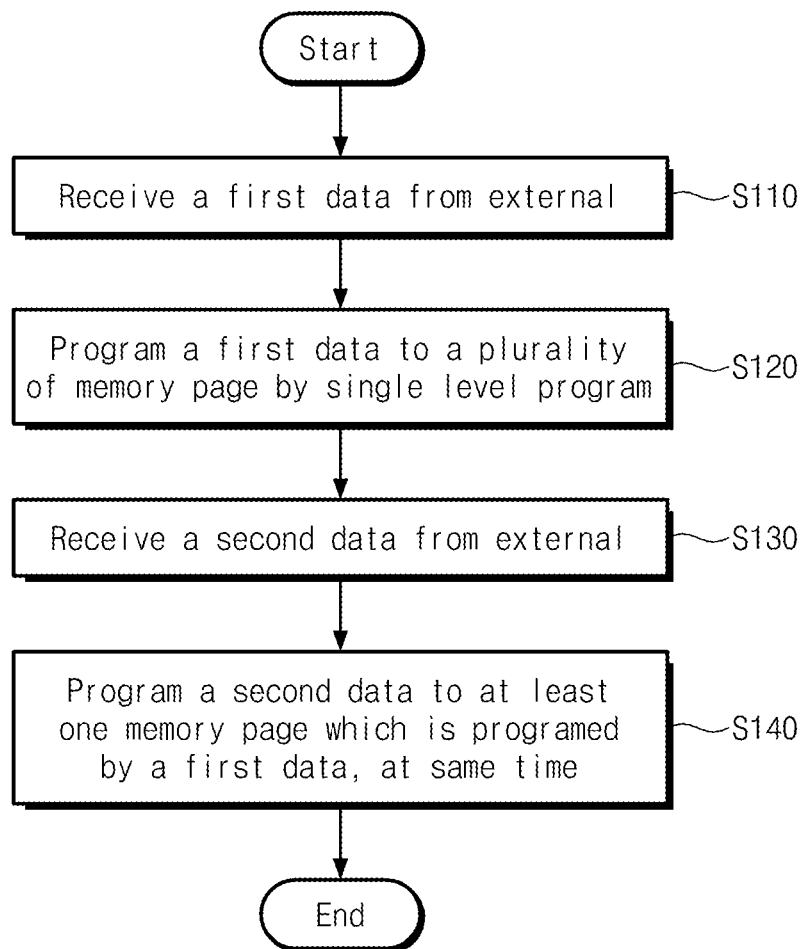 Start
Receive a first data from external
S110
Program a first data to a plurality
of memory page by single level program
S120
Receive a second data from external
S130
Program a second data to at least
one memory page which is programed
by a first data, at same time
S140
End